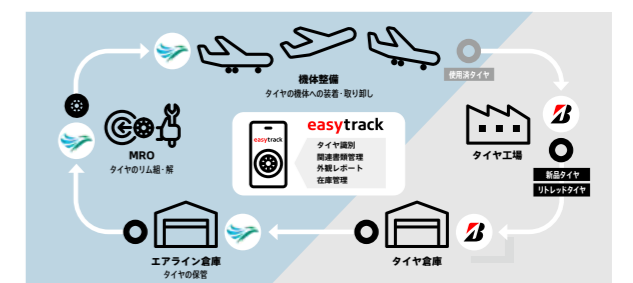 機体整備
タイヤの機体への装着・取り卸し
使用済タイヤ
easytrack
easytrack
タイヤ識別
関連書類管理
外観レポート
在庫管理
MRO
タイヤのリム組・解
タイヤ工場
新品タイヤ
リトレッドタイヤ
エアライン倉庫
タイヤの保管
タイヤ倉庫